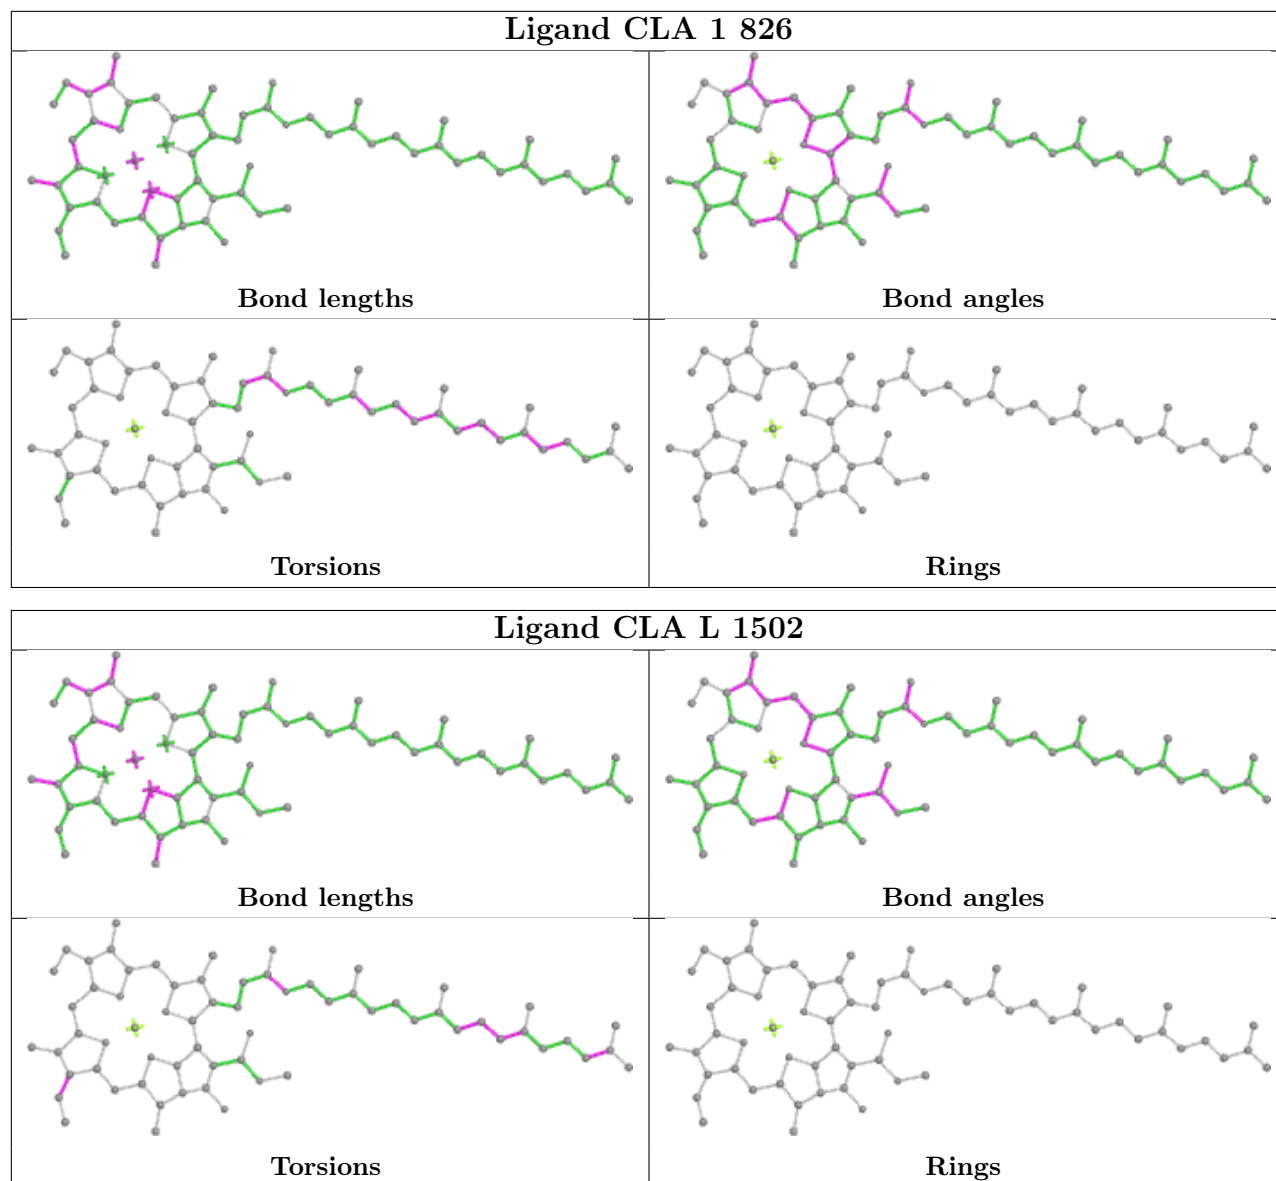 Ligand CLA 1 826
Bond lengths
Bond angles
Torsions
Rings
Ligand CLA L 1502
Bond lengths
Bond angles
Torsions
Rings